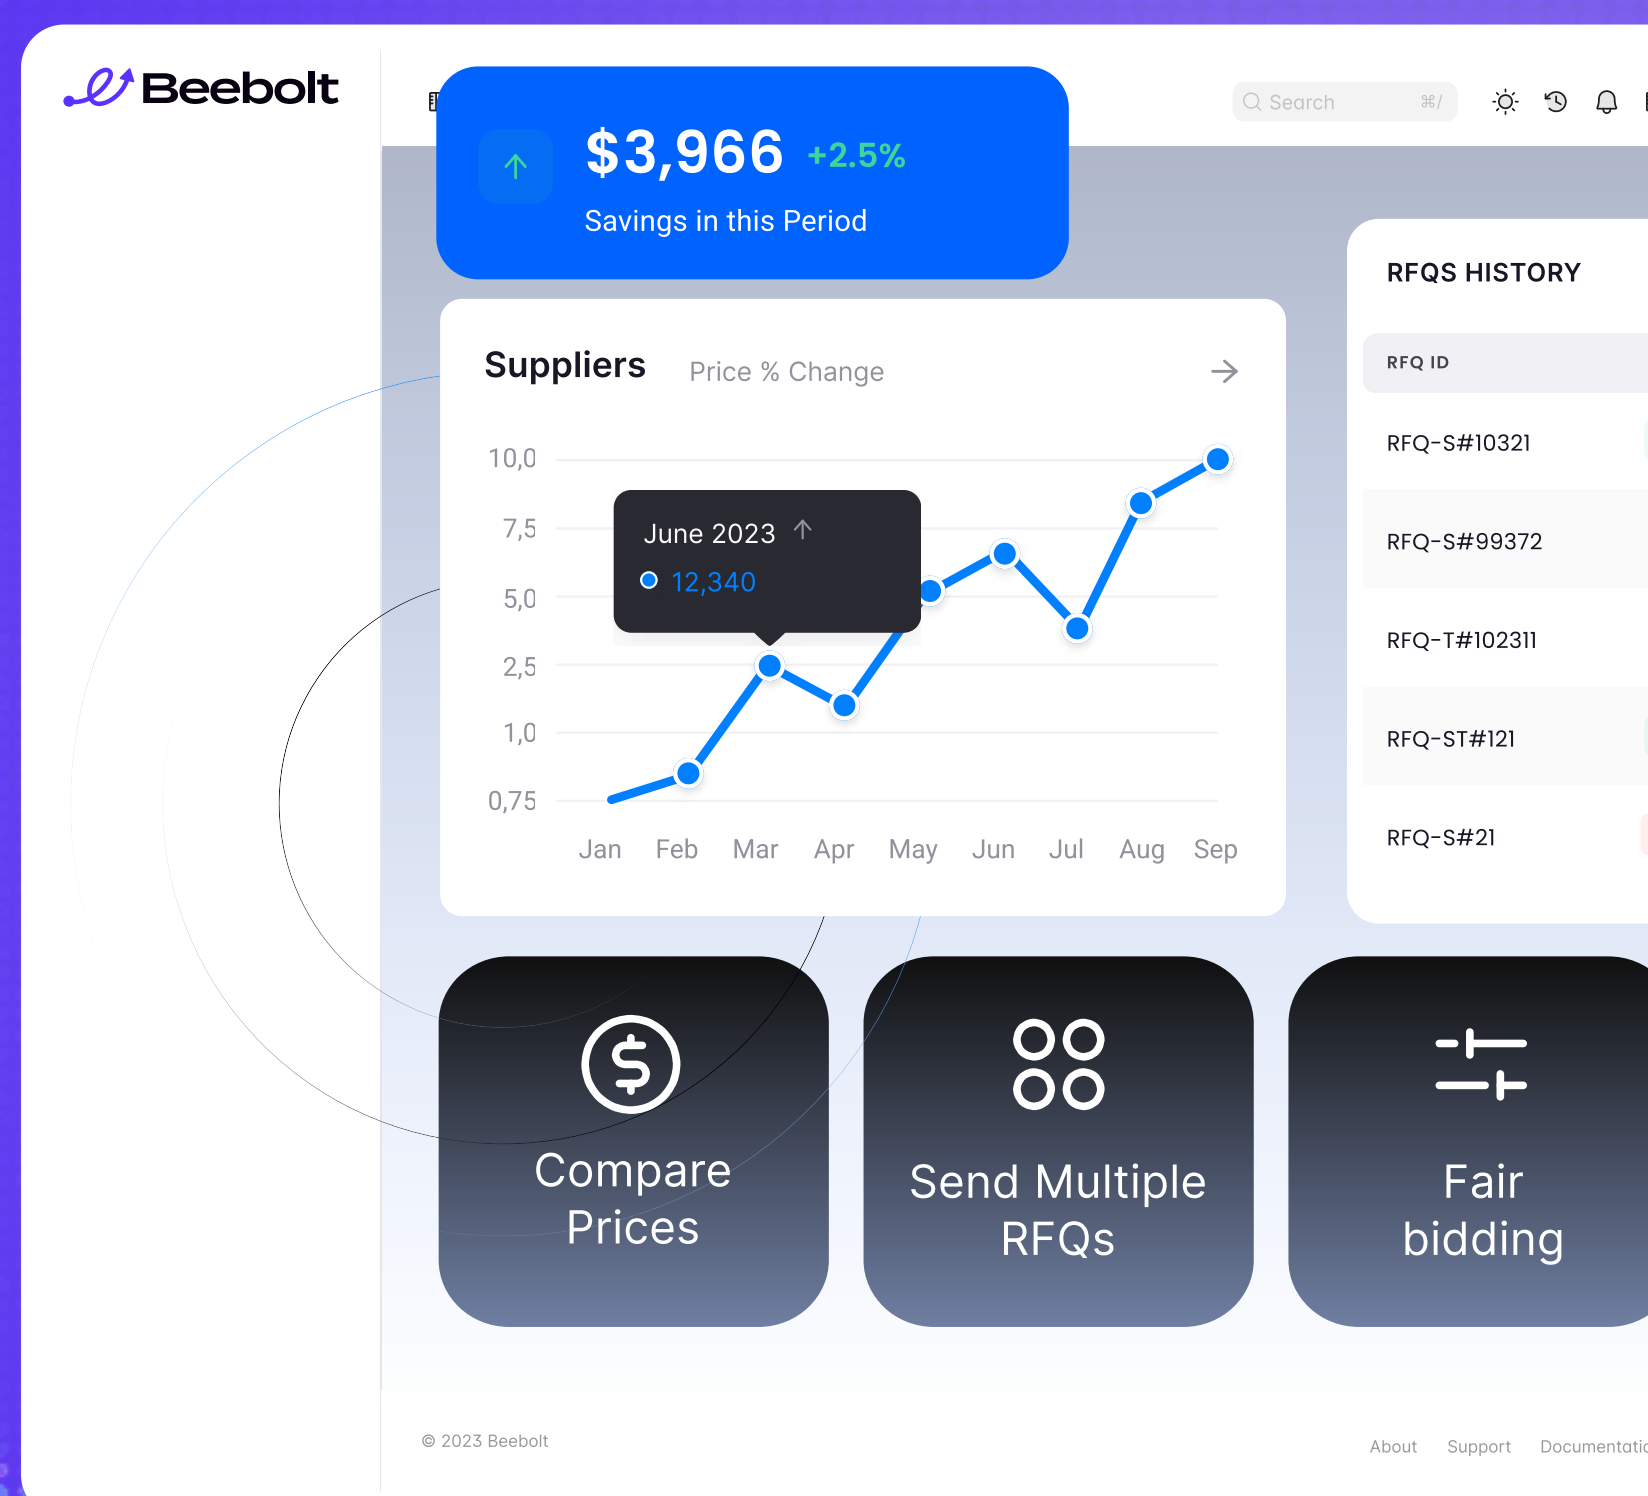 Beebolt
Search ⌘/
$3,966 +2.5%
Savings in this Period
Suppliers Price % Change
10,0
7,5
5,0
2,5
1,0
0,75
June 2023
12,340
Jan Feb Mar Apr May Jun Jul Aug Sep
RFQS HISTORY
RFQ ID
RFQ-S#10321
RFQ-S#99372
RFQ-T#102311
RFQ-ST#121
RFQ-S#21
Compare
Prices
Send Multiple
RFQs
Fair
bidding
© 2023 Beebolt
About Support